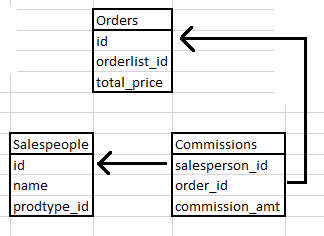 Orders
id
orderlist_id
total_price
Salespeople
id
name
prodtype_id
Commissions
salesperson_id
order_id
commission_amt